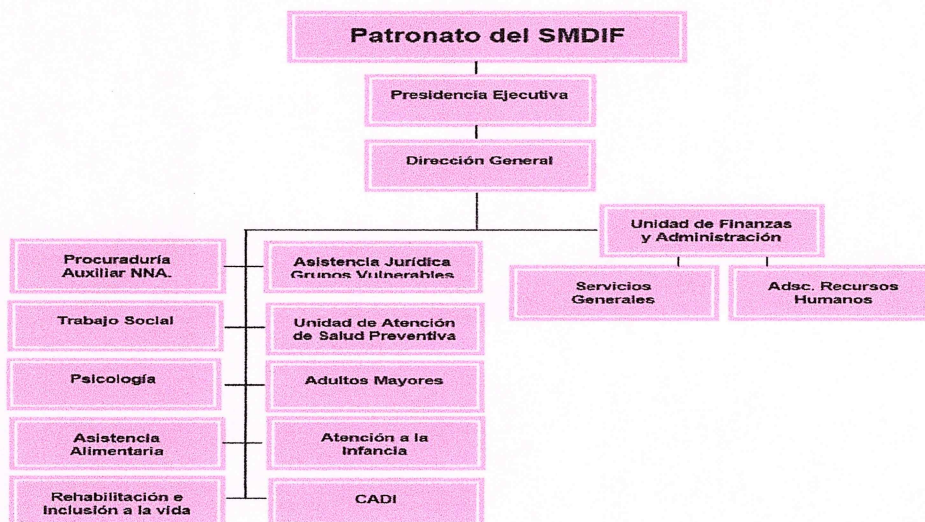 Patronato del SMDIF
Presidencia Ejecutiva
Dirección General
Unidad de Finanzas
y Administración
Servicios
Generales
Adsc. Recursos
Humanos
Procuraduría
Auxiliar NNA.
Asistencia Jurídica
Grupos Vulnerables
Trabajo Social
Unidad de Atención
de Salud Preventiva
Psicología
Adultos Mayores
Asistencia
Alimentaria
Atención a la
Infancia
Rehabilitación e
Inclusión a la vida
CADI